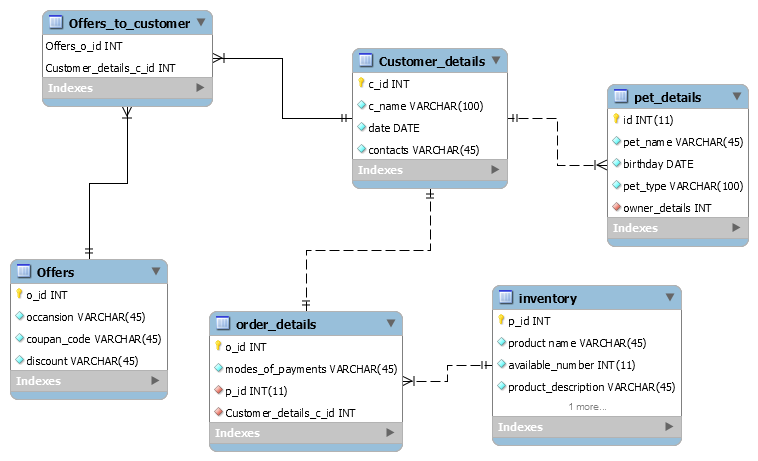 Offers_to_customer
Offers_o_id INT
Customer_details_c_id INT
Indexes
Customer_details
c_id INT
c_name VARCHAR(100)
date DATE
contacts VARCHAR(45)
Indexes
pet_details
id INT(11)
pet_name VARCHAR(45)
birthday DATE
pet_type VARCHAR(100)
owner_details INT
Indexes
Offers
o_id INT
occansion VARCHAR(45)
coupan_code VARCHAR(45)
discount VARCHAR(45)
Indexes
order_details
o_id INT
modes_of_payments VARCHAR(45)
p_id INT(11)
Customer_details_c_id INT
Indexes
inventory
p_id INT
product name VARCHAR(45)
available_number INT(11)
product_description VARCHAR(45)
1 more...
Indexes